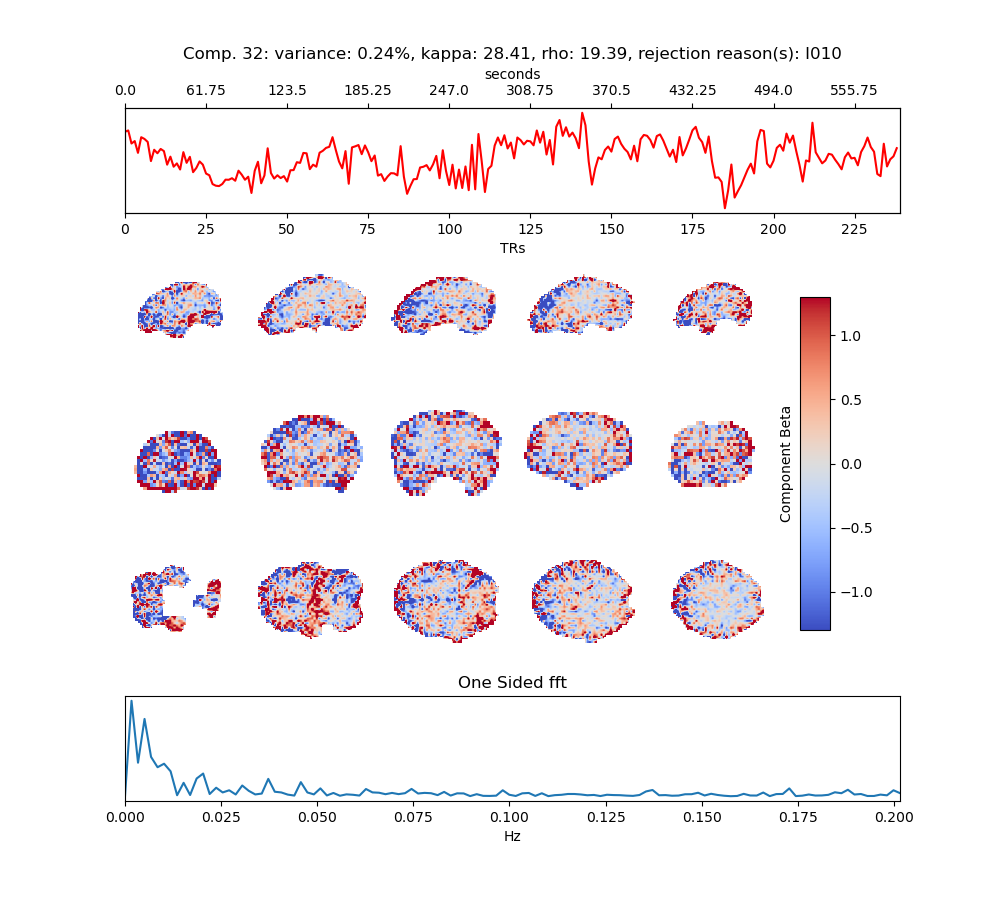 Comp. 32: variance: 0.24%, kappa: 28.41, rho: 19.39, rejection reason(s): I010
seconds
0.0 61.75 123.5 185.25 247.0 308.75 370.5 432.25 494.0 555.75
0 25 50 75 100 125 150 175 200 225
TRs
1.0
0.5
0.0
−0.5
−1.0
Component Beta
One Sided fft
0.000 0.025 0.050 0.075 0.100 0.125 0.150 0.175 0.200
Hz